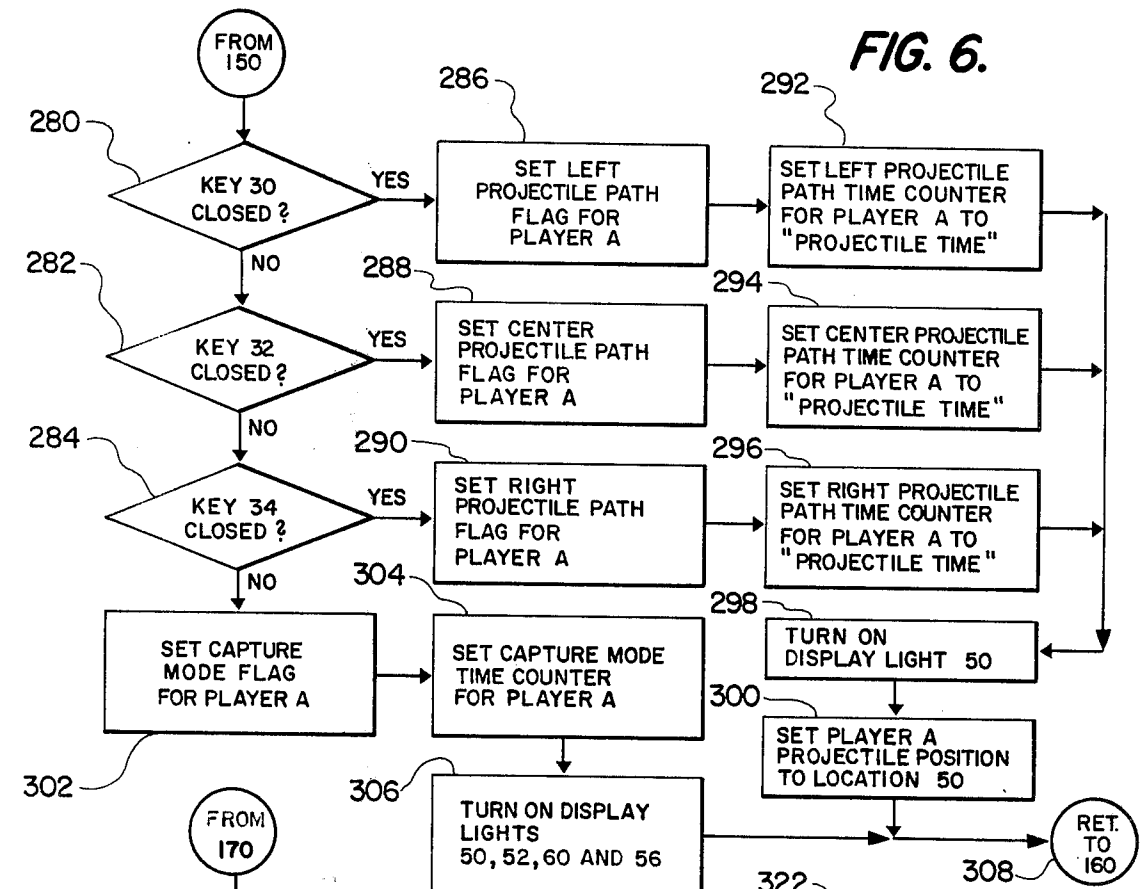 FIG. 6.
FROM
150
280
KEY 30
CLOSED?
YES
NO
286
SET LEFT
PROJECTILE PATH
FLAG FOR
PLAYER A
292
SET LEFT PROJECTILE
PATH TIME COUNTER
FOR PLAYER A TO
"PROJECTILE TIME"
282
KEY 32
CLOSED?
YES
NO
288
SET CENTER
PROJECTILE PATH
FLAG FOR
PLAYER A
294
SET CENTER PROJECTILE
PATH TIME COUNTER
FOR PLAYER A TO
"PROJECTILE TIME"
284
KEY 34
CLOSED?
YES
NO
290
SET RIGHT
PROJECTILE PATH
FLAG FOR
PLAYER A
296
SET RIGHT PROJECTILE
PATH TIME COUNTER
FOR PLAYER A TO
"PROJECTILE TIME"
298
TURN ON
DISPLAY LIGHT 50
300
SET PLAYER A
PROJECTILE POSITION
TO LOCATION 50
302
SET CAPTURE
MODE FLAG
FOR PLAYER A
304
SET CAPTURE MODE
TIME COUNTER
FOR PLAYER A
306
TURN ON DISPLAY
LIGHTS
50, 52, 60 AND 56
RET.
TO
160
308
FROM
170
322